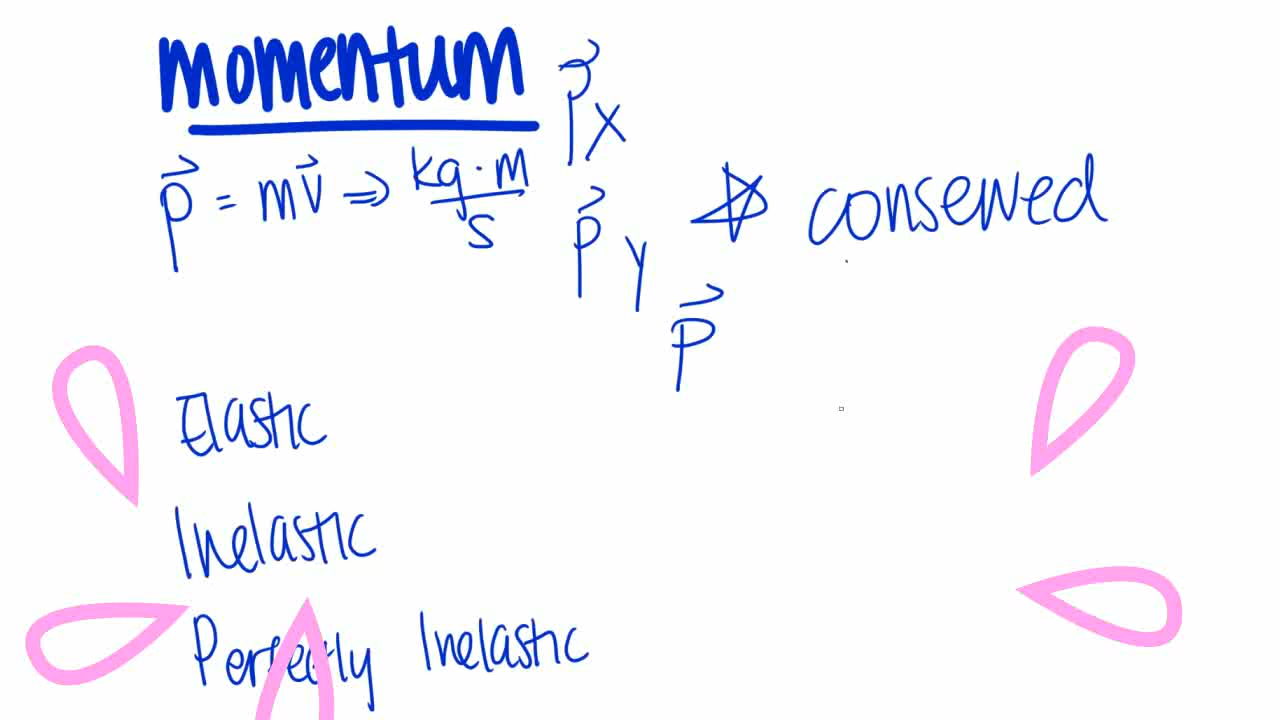 momentum
p⃗ = mv⃗ ⇒ kg·m/s
p⃗x
p⃗y
p⃗
☆ conserved
Elastic
Inelastic
Perfectly Inelastic